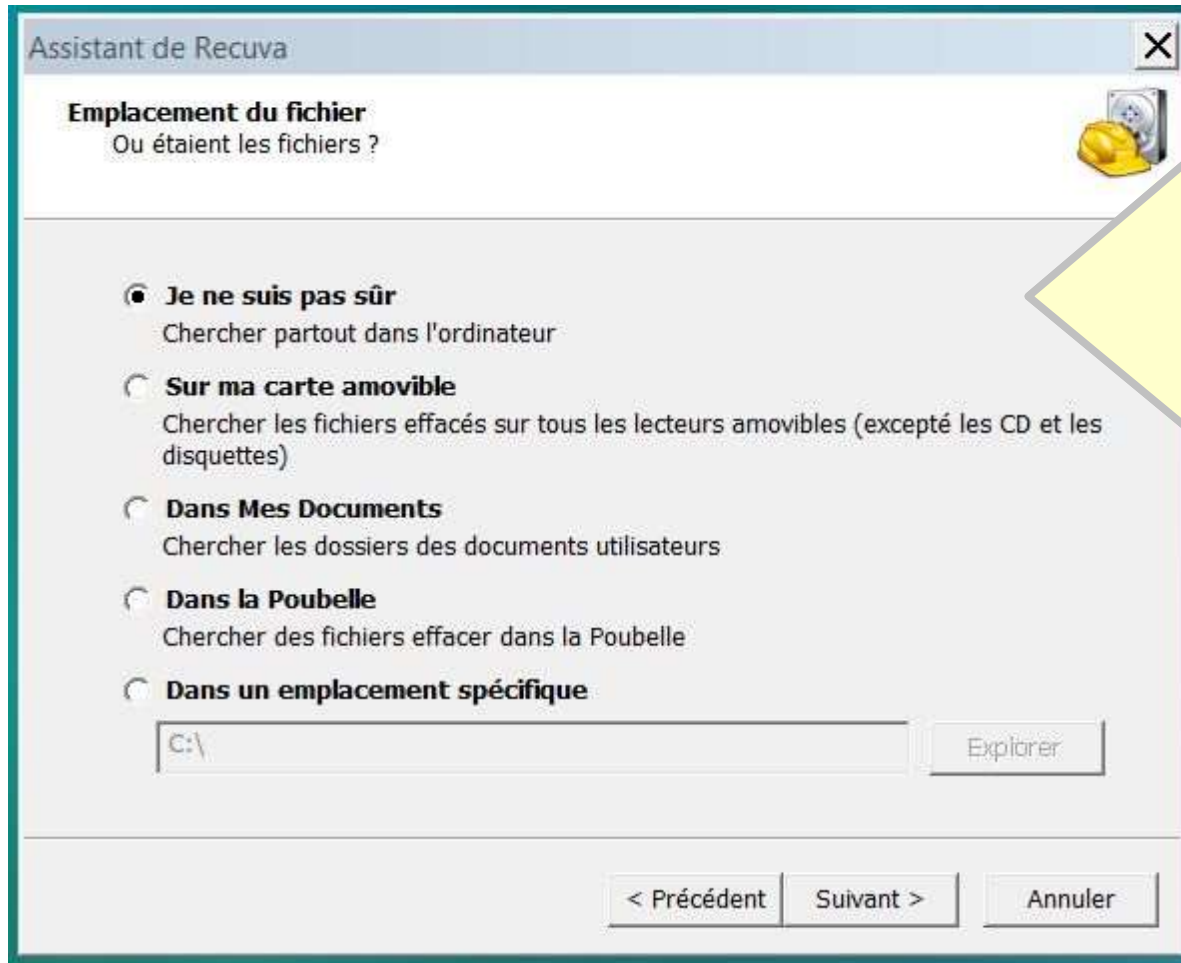 Assistant de Recuva
Emplacement du fichier
Ou étaient les fichiers ?
Je ne suis pas sûr
Chercher partout dans l'ordinateur
Sur ma carte amovible
Chercher les fichiers effacés sur tous les lecteurs amovibles (excepté les CD et les
disquettes)
Dans Mes Documents
Chercher les dossiers des documents utilisateurs
Dans la Poubelle
Chercher des fichiers effacer dans la Poubelle
Dans un emplacement spécifique
C:\
Explorer
< Précédent
Suivant >
Annuler